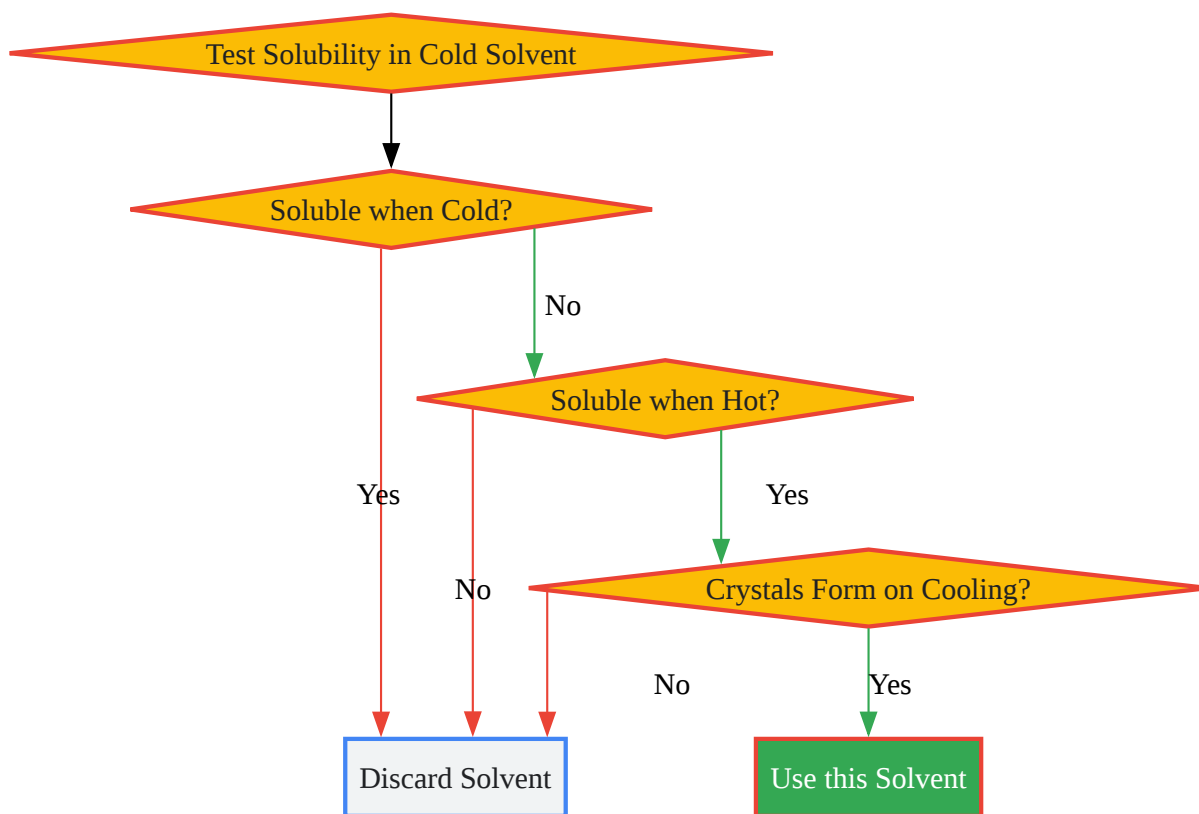 Test Solubility in Cold Solvent
Soluble when Cold?
No
Soluble when Hot?
Yes
Yes
No
Crystals Form on Cooling?
No
Yes
Discard Solvent
Use this Solvent